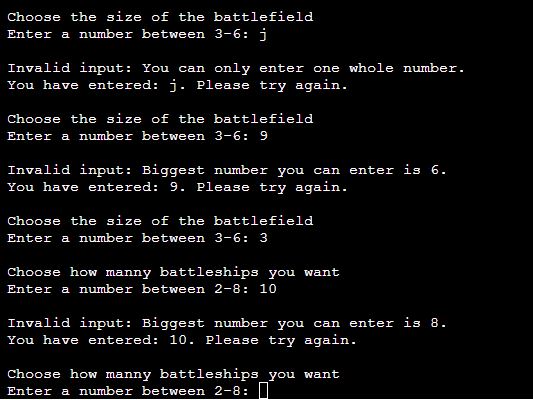 Choose the size of the battlefield
Enter a number between 3-6: j
Invalid input: You can only enter one whole number.
You have entered: j. Please try again.
Choose the size of the battlefield
Enter a number between 3-6: 9
Invalid input: Biggest number you can enter is 6.
You have entered: 9. Please try again.
Choose the size of the battlefield
Enter a number between 3-6: 3
Choose how manny battleships you want
Enter a number between 2-8: 10
Invalid input: Biggest number you can enter is 8.
You have entered: 10. Please try again.
Choose how manny battleships you want
Enter a number between 2-8: